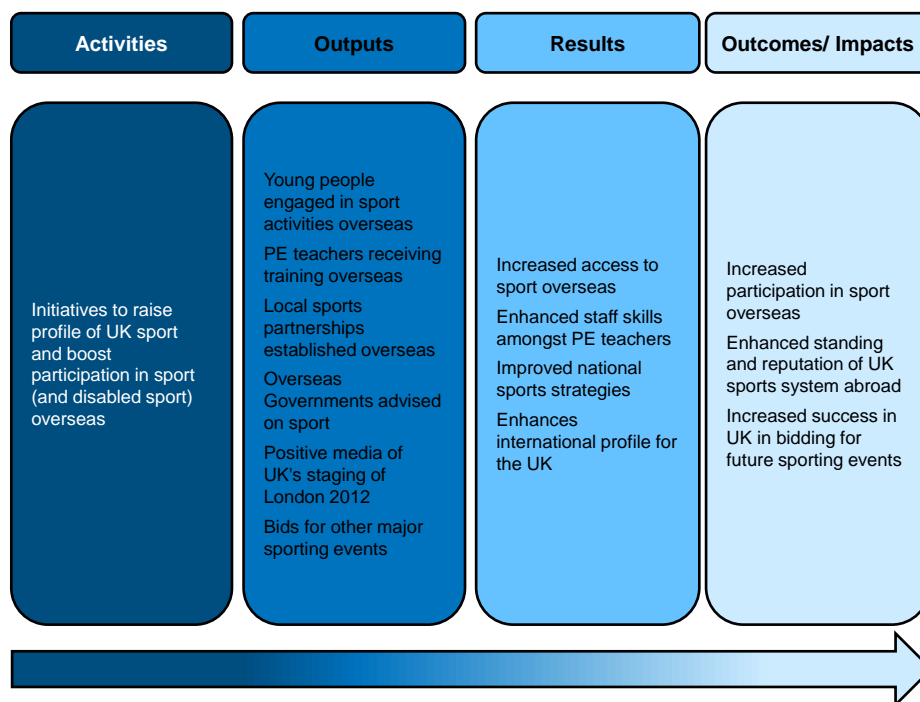 Activities
Outputs
Results
Outcomes/ Impacts
Initiatives to raise
profile of UK sport
and boost
participation in sport
(and disabled sport)
overseas
Young people
engaged in sport
activities overseas
PE teachers receiving
training overseas
Local sports
partnerships
established overseas
Overseas
Governments advised
on sport
Positive media of
UK's staging of
London 2012
Bids for other major
sporting events
Increased access to
sport overseas
Enhanced staff skills
amongst PE teachers
Improved national
sports strategies
Enhances
international profile for
the UK
Increased
participation in sport
overseas
Enhanced standing
and reputation of UK
sports system abroad
Increased success in
UK in bidding for
future sporting events